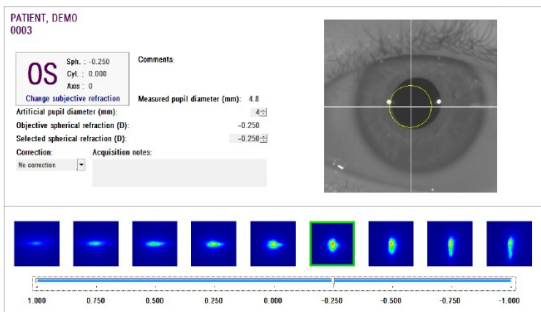 PATIENT, DEMO
0003
OS
Sph. : -0.250
Cyl. : 0.000
Axis : 0
Change subjective refraction
Comments:
Measured pupil diameter (mm): 4.8
Artificial pupil diameter (mm): 4
Objective spherical refraction (D): -0.250
Selected spherical refraction (D): -0.250
Correction: Acquisition notes:
No correction
1.000 0.750 0.500 0.250 0.000 -0.250 -0.500 -0.750 -1.000